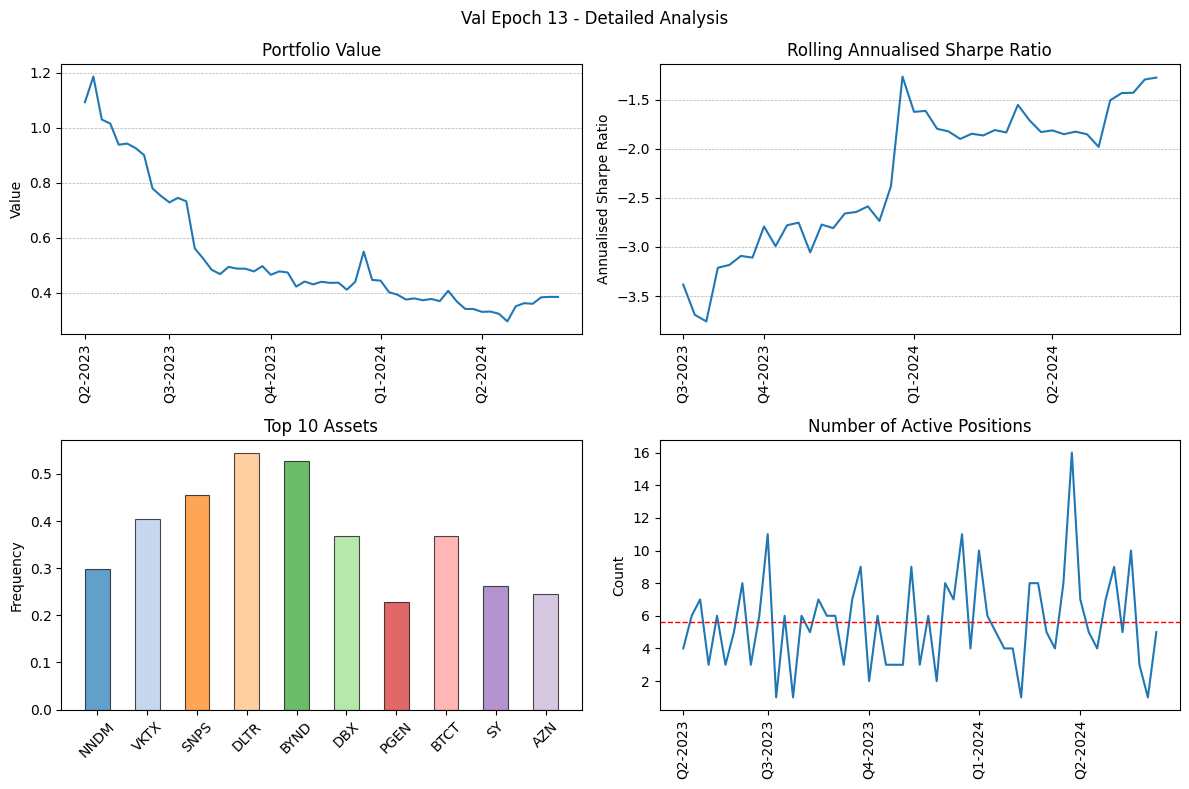 Val Epoch 13 - Detailed Analysis
Portfolio Value
Value
1.2
1.0
0.8
0.6
0.4
Q2-2023
Q3-2023
Q4-2023
Q1-2024
Q2-2024
Rolling Annualised Sharpe Ratio
Annualised Sharpe Ratio
−1.5
−2.0
−2.5
−3.0
−3.5
Q3-2023
Q4-2023
Q1-2024
Q2-2024
Top 10 Assets
Frequency
0.5
0.4
0.3
0.2
0.1
0.0
NNDM
VKTX
SNPS
DLTR
BYND
DBX
PGEN
BTCT
SY
AZN
Number of Active Positions
Count
16
14
12
10
8
6
4
2
Q2-2023
Q3-2023
Q4-2023
Q1-2024
Q2-2024